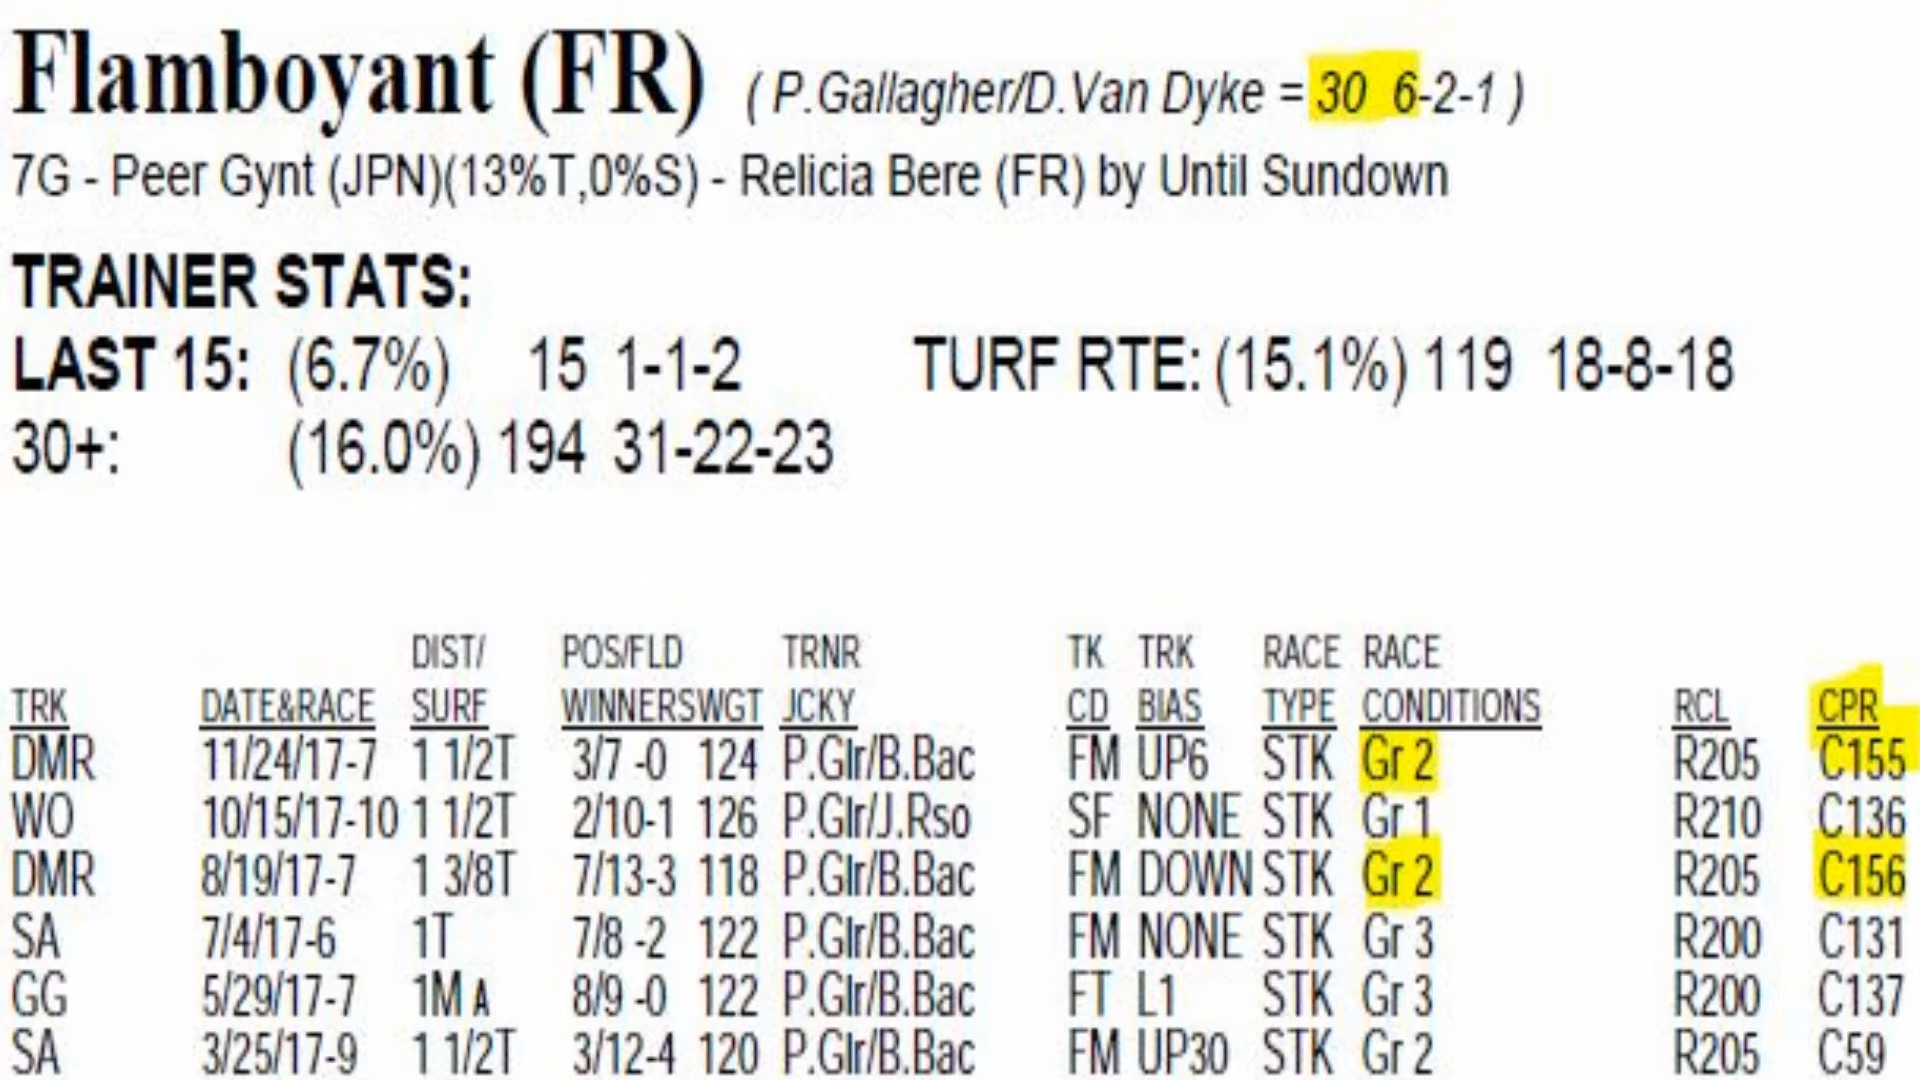 Flamboyant (FR) ( P.Gallagher/D.Van Dyke = 30 6-2-1 )
7G - Peer Gynt (JPN)(13%T,0%S) - Relicia Bere (FR) by Until Sundown
TRAINER STATS:
LAST 15: (6.7%) 15 1-1-2 TURF RTE: (15.1%) 119 18-8-18
30+: (16.0%) 194 31-22-23
DIST/ POS/FLD TRNR TK TRK RACE RACE
TRK DATE&RACE SURF WINNERSWGT JCKY CD BIAS TYPE CONDITIONS RCL CPR
DMR 11/24/17-7 1 1/2T 3/7 -0 124 P.Glr/B.Bac FM UP6 STK Gr 2 R205 C155
WO 10/15/17-10 1 1/2T 2/10-1 126 P.Glr/J.Rso SF NONE STK Gr 1 R210 C136
DMR 8/19/17-7 1 3/8T 7/13-3 118 P.Glr/B.Bac FM DOWN STK Gr 2 R205 C156
SA 7/4/17-6 1T 7/8 -2 122 P.Glr/B.Bac FM NONE STK Gr 3 R200 C131
GG 5/29/17-7 1M A 8/9 -0 122 P.Glr/B.Bac FT L1 STK Gr 3 R200 C137
SA 3/25/17-9 1 1/2T 3/12-4 120 P.Glr/B.Bac FM UP30 STK Gr 2 R205 C59